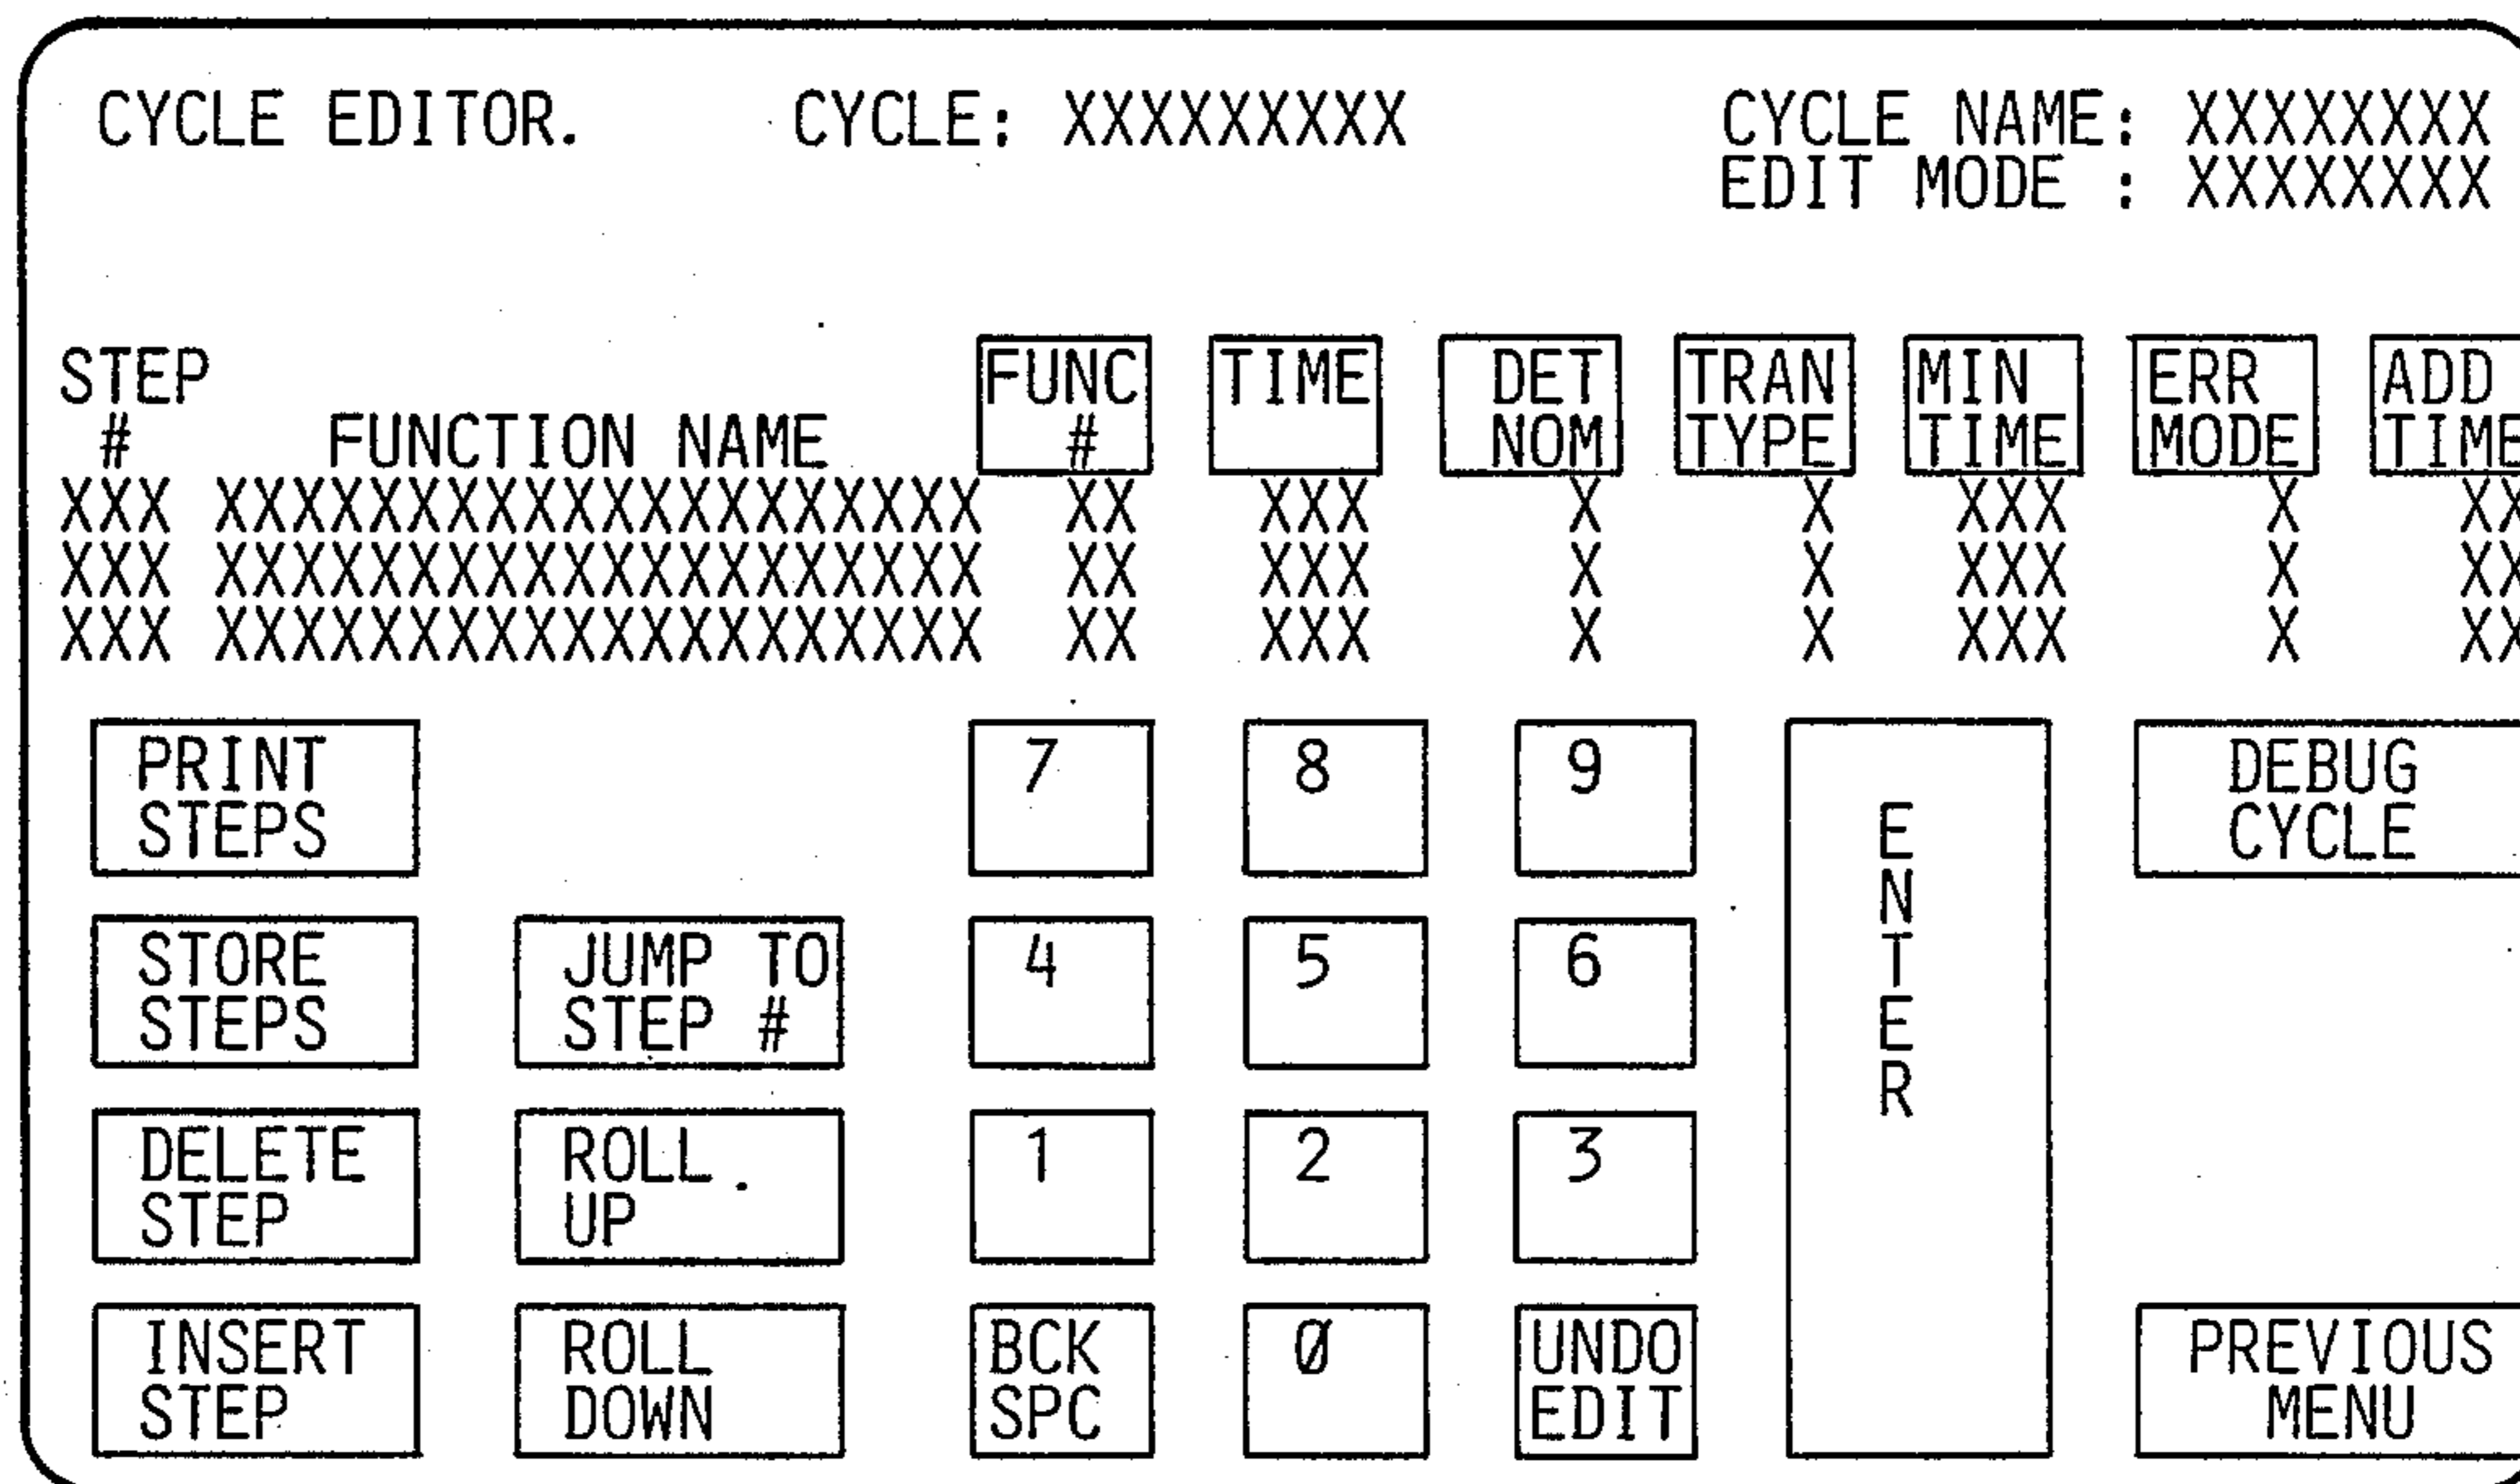 CYCLE EDITOR. CYCLE: XXXXXXXXX CYCLE NAME: XXXXXXXX
EDIT MODE : XXXXXXXX
STEP FUNC TIME DET TRAN MIN ERR ADD
# FUNCTION NAME # NOM TYPE TIME MODE TIME
XXX XXXXXXXXXXXXXXXXXXXX XX XXX X X XXX X XX
XXX XXXXXXXXXXXXXXXXXXXX XX XXX X X XXX X XX
XXX XXXXXXXXXXXXXXXXXXXX XX XXX X X XXX X XX
PRINT 7 8 9 DEBUG
STEPS CYCLE
ENTER
STORE JUMP TO 4 5 6
STEPS STEP #
DELETE ROLL 1 2 3
STEP UP
INSERT ROLL BCK 0 UNDO PREVIOUS
STEP DOWN SPC EDIT MENU